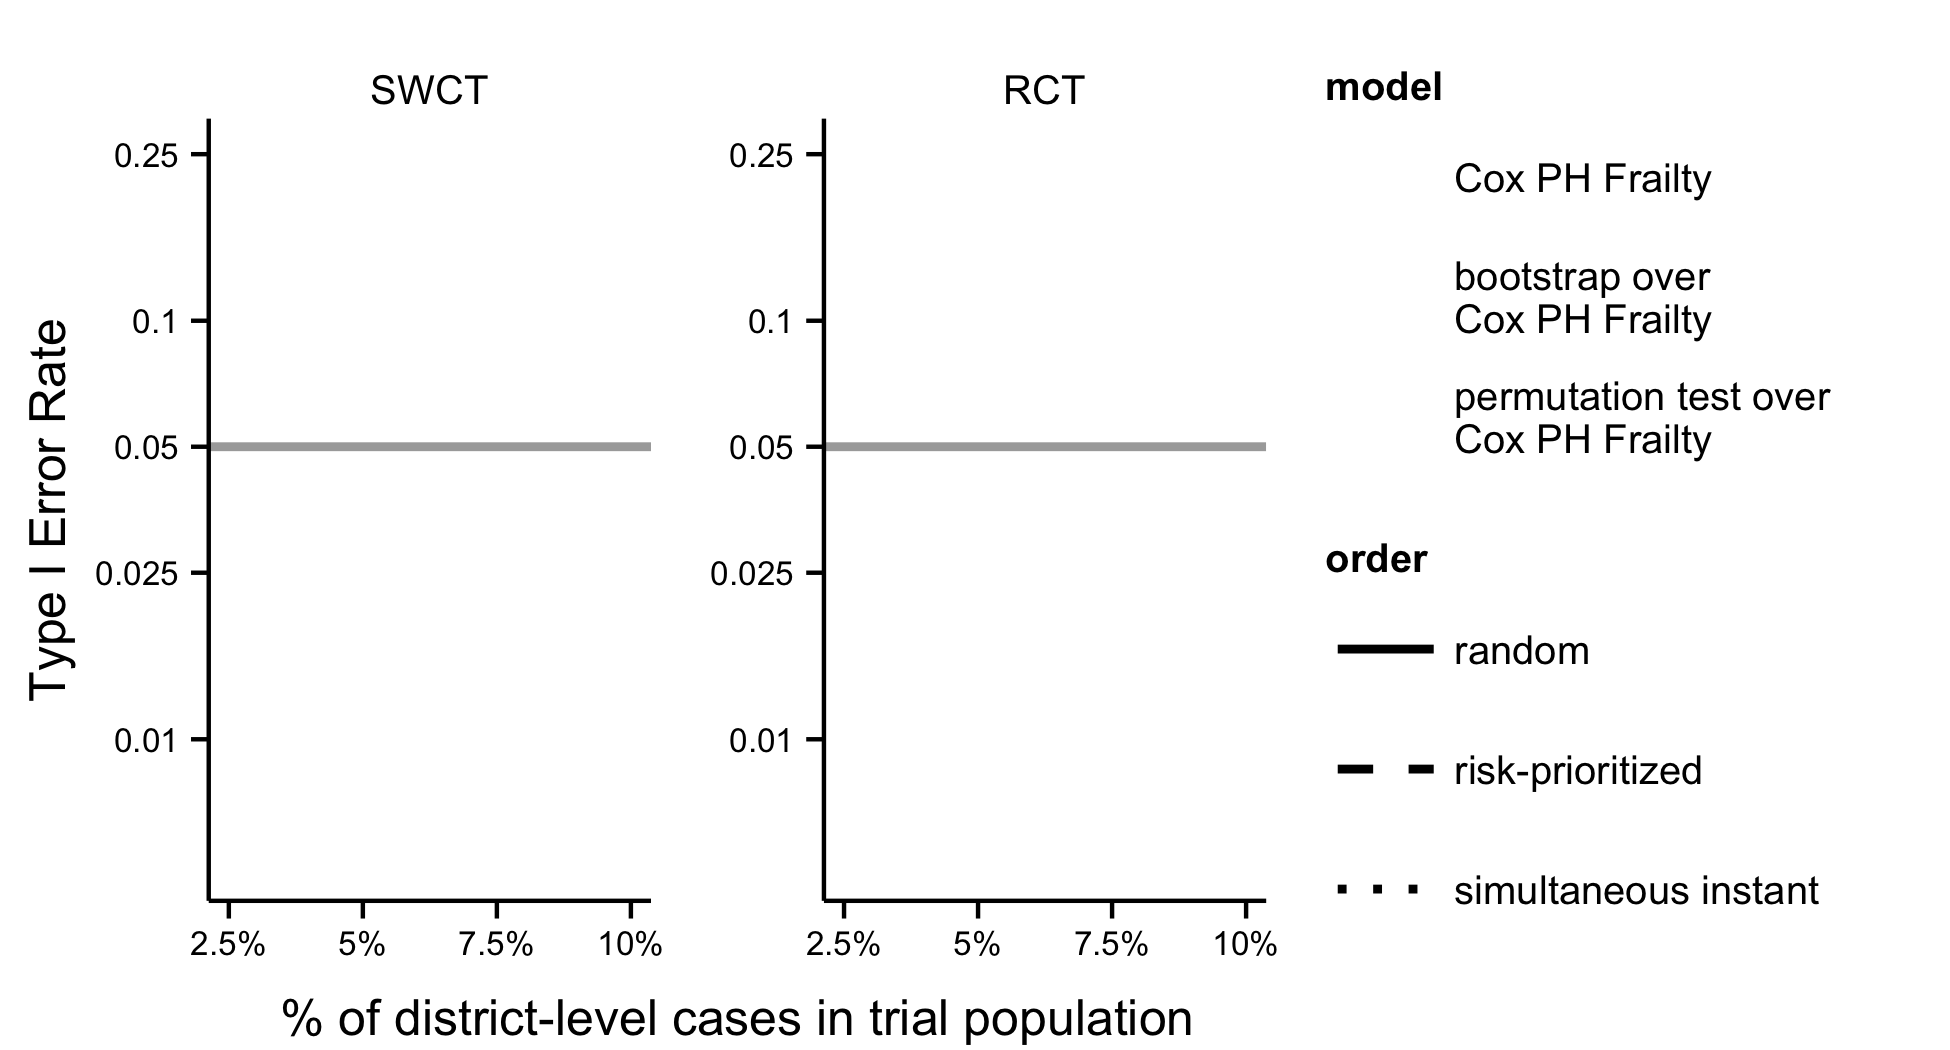 SWCT
RCT
model
0.25
0.1
0.05
0.025
0.01
0.25
0.1
0.05
0.025
0.01
Type I Error Rate
2.5%
5%
7.5%
10%
2.5%
5%
7.5%
10%
% of district-level cases in trial population
Cox PH Frailty
bootstrap over
Cox PH Frailty
permutation test over
Cox PH Frailty
order
random
risk-prioritized
simultaneous instant